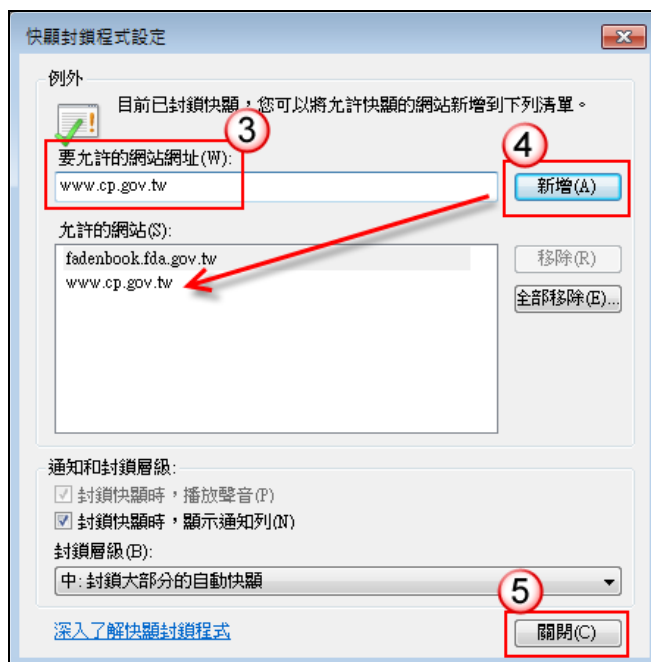 快顯封鎖程式設定
例外
目前已封鎖快顯，您可以將允許快顯的網站新增到下列清單。
③
④
要允許的網站網址(W):
www.cp.gov.tw
新增(A)
允許的網站(S):
fadenbook.fda.gov.tw
移除(R)
www.cp.gov.tw
全部移除(E)...
通知和封鎖層級:
封鎖快顯時，播放聲音(P)
封鎖快顯時，顯示通知列(N)
封鎖層級(B):
中: 封鎖大部分的自動快顯
⑤
深入了解快顯封鎖程式
關閉(C)